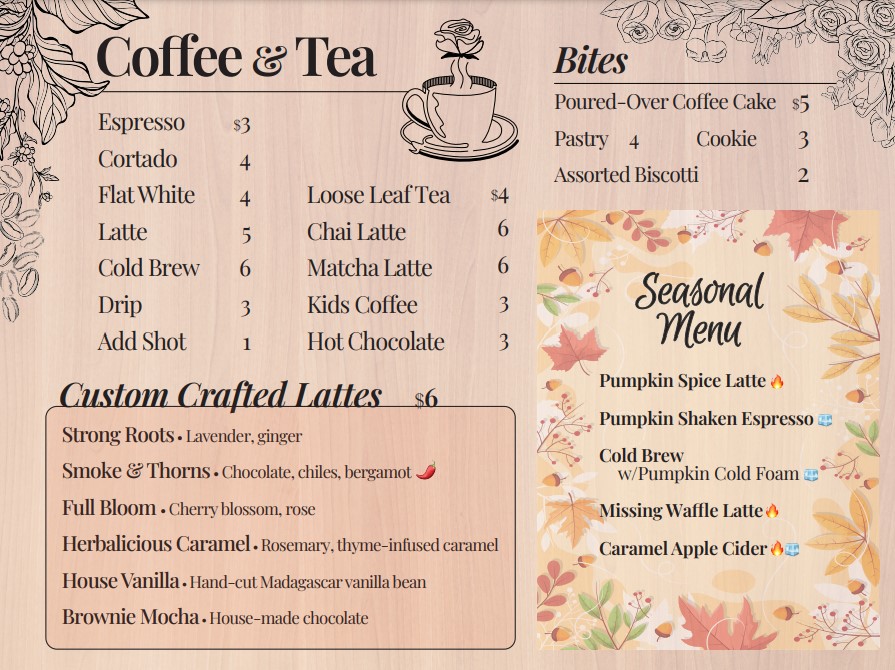 Coffee & Tea
Espresso $3
Cortado 4
Flat White 4
Latte 5
Cold Brew 6
Drip 3
Add Shot 1
Loose Leaf Tea $4
Chai Latte 6
Matcha Latte 6
Kids Coffee 3
Hot Chocolate 3
Custom Crafted Lattes $6
Strong Roots • Lavender, ginger
Smoke & Thorns • Chocolate, chiles, bergamot 🌶️
Full Bloom • Cherry blossom, rose
Herbalicious Caramel • Rosemary, thyme-infused caramel
House Vanilla • Hand-cut Madagascar vanilla bean
Brownie Mocha • House-made chocolate
Bites
Poured-Over Coffee Cake $5
Pastry 4 Cookie 3
Assorted Biscotti 2
Seasonal
Menu
Pumpkin Spice Latte 🔥
Pumpkin Shaken Espresso 🧊
Cold Brew
w/Pumpkin Cold Foam 🧊
Missing Waffle Latte 🔥
Caramel Apple Cider 🔥🧊